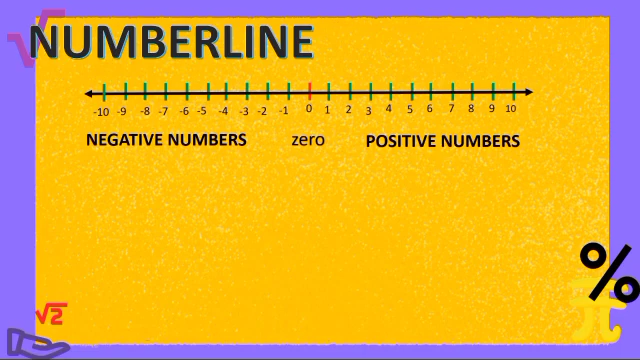 NUMBERLINE
-10 -9 -8 -7 -6 -5 -4 -3 -2 -1 0 1 2 3 4 5 6 7 8 9 10
NEGATIVE NUMBERS zero POSITIVE NUMBERS
√2
%
π